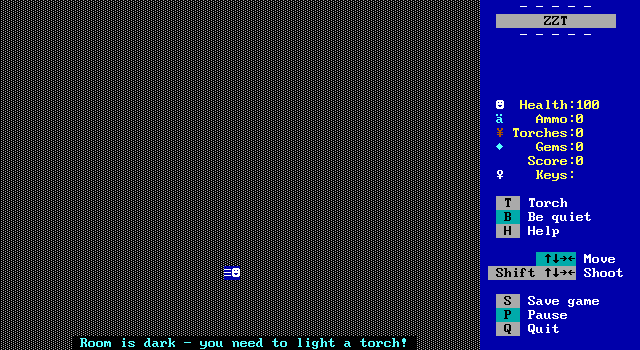 ZZT
Health:100
Ammo:0
Torches:0
Gems:0
Score:0
Keys:
T Torch
B Be quiet
H Help
↑↓→← Move
Shift ↑↓→← Shoot
S Save game
P Pause
Q Quit
Room is dark - you need to light a torch!